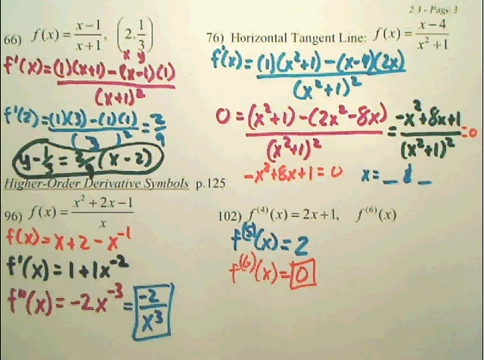 2.3 - Page 3
66) f(x) = x-1/x+1, (2, 1/3)
x y
f'(x) = (1)(x+1) - (x-1)(1)/(x+1)²
f'(2) = (1)(3) - (1)(1)/(3)² = 2/9
y - 1/3 = 2/9 (x - 2)
76) Horizontal Tangent Line: f(x) = x-4/x²+1
f'(x) = (1)(x²+1) - (x-4)(2x)/(x²+1)²
0 = (x²+1) - (2x²-8x)/(x²+1)² = -x²+8x+1/(x²+1)² = 0
-x²+8x+1 = 0 x = _ & _
Higher-Order Derivative Symbols p.125
96) f(x) = x²+2x-1/x
f(x) = x + 2 - x⁻¹
f'(x) = 1 + 1x⁻²
f''(x) = -2x⁻³ = -2/x³
102) f⁽⁴⁾(x) = 2x+1, f⁽⁶⁾(x)
f⁽⁵⁾(x) = 2
f⁽⁶⁾(x) = 0